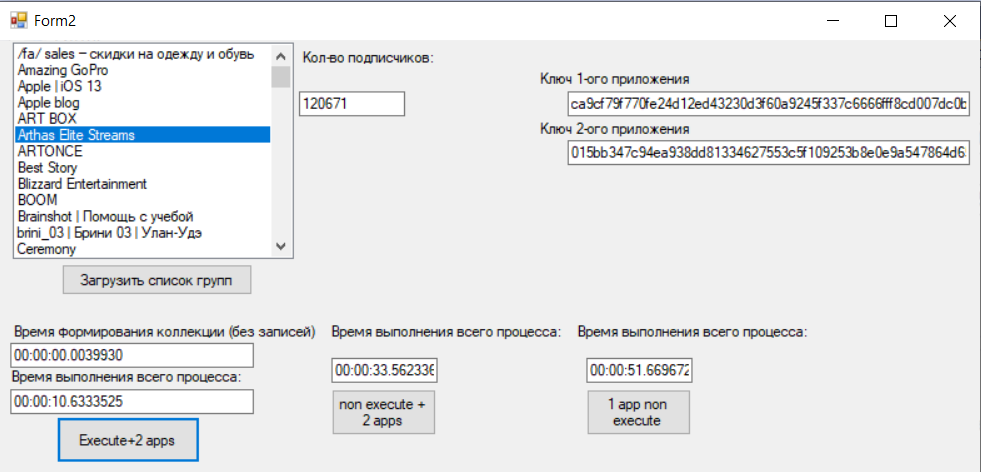 Form2
/fa/ sales – скидки на одежду и обувь
Amazing GoPro
Apple | iOS 13
Apple blog
ART BOX
Arthas Elite Streams
ARTONCE
Best Story
Blizzard Entertainment
BOOM
Brainshot | Помощь с учебой
brini_03 | Брини 03 | Улан-Удэ
Ceremony
Загрузить список групп
Кол-во подписчиков:
120671
Ключ 1-ого приложения
ca9cf79f770fe24d12ed43230d3f60a9245f337c6666fff8cd007dc0b
Ключ 2-ого приложения
015bb347c94ea938dd81334627553c5f109253b8e0e9a547864d6
Время формирования коллекции (без записей)
00:00:00.0039930
Время выполнения всего процесса:
00:00:10.6333525
Execute+2 apps
Время выполнения всего процесса:
00:00:33.562336
non execute +
2 apps
Время выполнения всего процесса:
00:00:51.669672
1 app non
execute